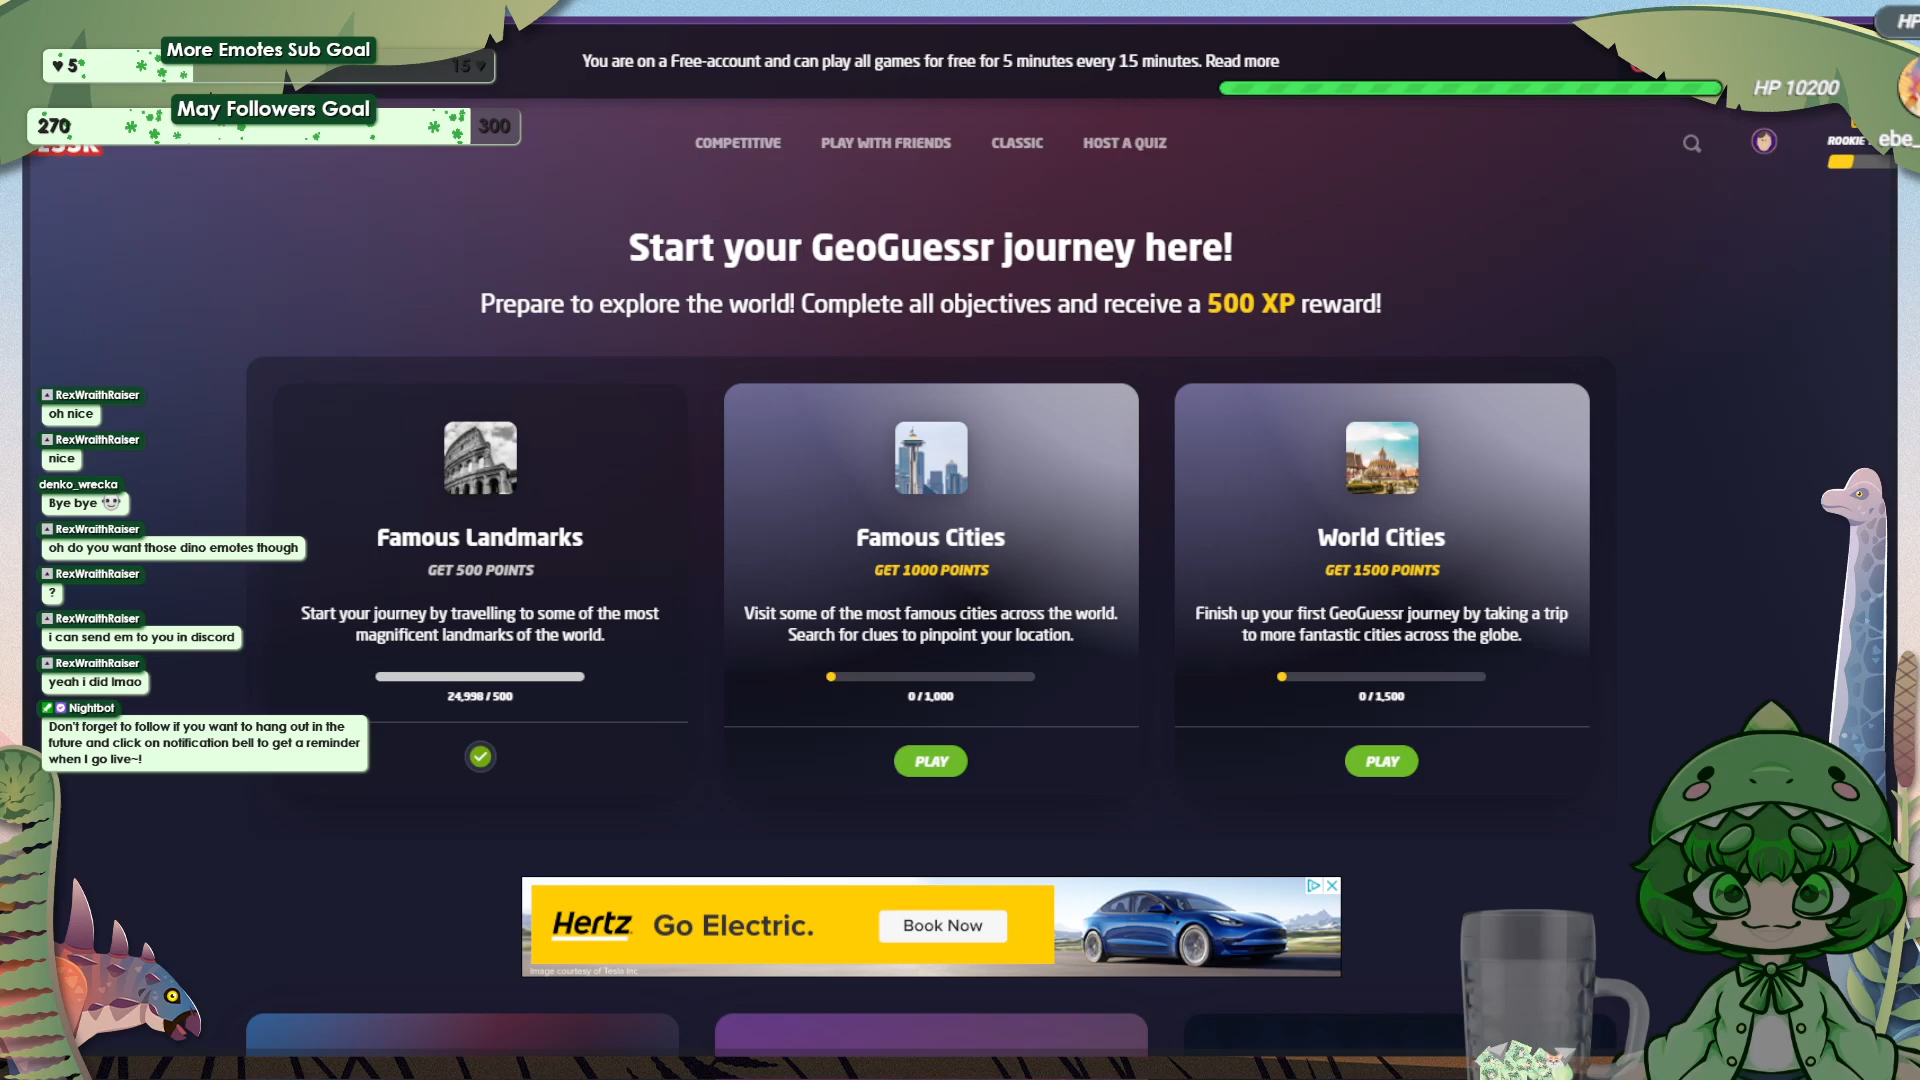 More Emotes Sub Goal
♥ 5
15 ♥
May Followers Goal
270
300
You are on a Free-account and can play all games for free for 5 minutes every 15 minutes. Read more
HP
HP 10200
COMPETITIVE
PLAY WITH FRIENDS
CLASSIC
HOST A QUIZ
ROOKIE
ebe_
Start your GeoGuessr journey here!
Prepare to explore the world! Complete all objectives and receive a 500 XP reward!
RexWraithRaiser
oh nice
RexWraithRaiser
nice
denko_wrecka
Bye bye
RexWraithRaiser
oh do you want those dino emotes though
RexWraithRaiser
?
RexWraithRaiser
i can send em to you in discord
RexWraithRaiser
yeah i did lmao
Nightbot
Don't forget to follow if you want to hang out in the
future and click on notification bell to get a reminder
when I go live~!
Famous Landmarks
GET 500 POINTS
Start your journey by travelling to some of the most
magnificent landmarks of the world.
24,998 / 500
Famous Cities
GET 1000 POINTS
Visit some of the most famous cities across the world.
Search for clues to pinpoint your location.
0 / 1,000
PLAY
World Cities
GET 1500 POINTS
Finish up your first GeoGuessr journey by taking a trip
to more fantastic cities across the globe.
0 / 1,500
PLAY
Hertz
Go Electric.
Book Now
Image courtesy of Tesla Inc